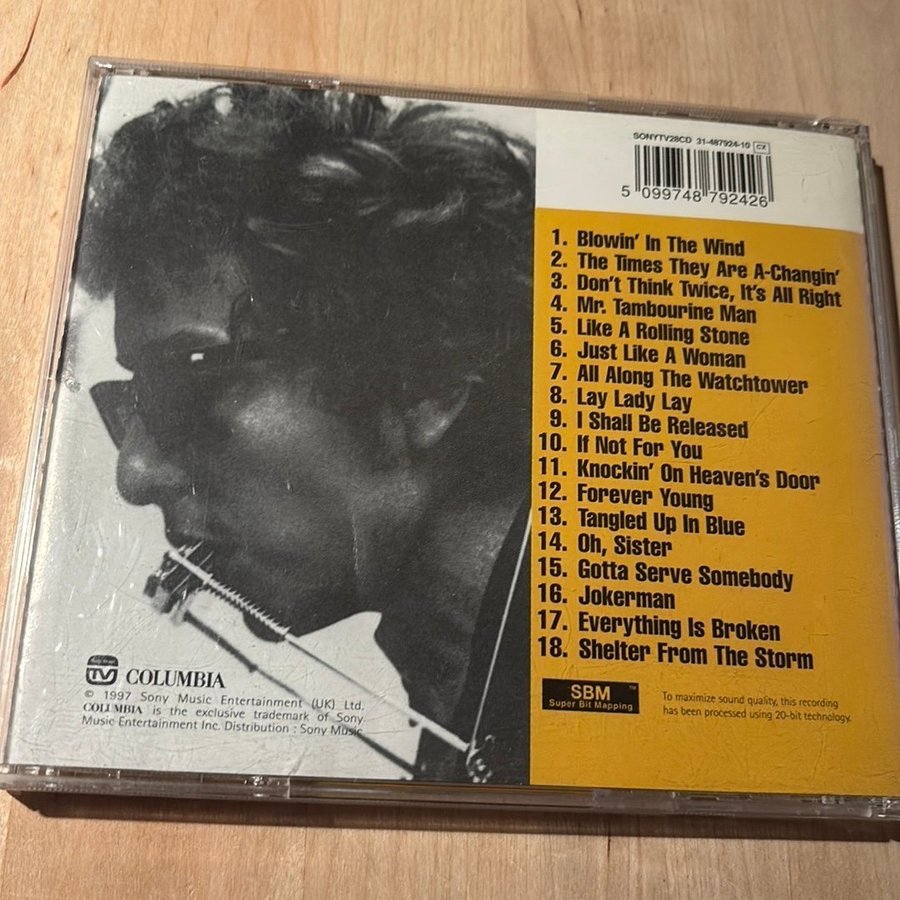 SONYTV28CD 31-487924-10 CX
5 099748 792426
1. Blowin' In The Wind
2. The Times They Are A-Changin'
3. Don't Think Twice, It's All Right
4. Mr. Tambourine Man
5. Like A Rolling Stone
6. Just Like A Woman
7. All Along The Watchtower
8. Lay Lady Lay
9. I Shall Be Released
10. If Not For You
11. Knockin' On Heaven's Door
12. Forever Young
13. Tangled Up In Blue
14. Oh, Sister
15. Gotta Serve Somebody
16. Jokerman
17. Everything Is Broken
18. Shelter From The Storm
TV COLUMBIA
© 1997 Sony Music Entertainment (UK) Ltd.
COLUMBIA is the exclusive trademark of Sony
Music Entertainment Inc. Distribution : Sony Music
SBM™
Super Bit Mapping
To maximize sound quality, this recording
has been processed using 20-bit technology.